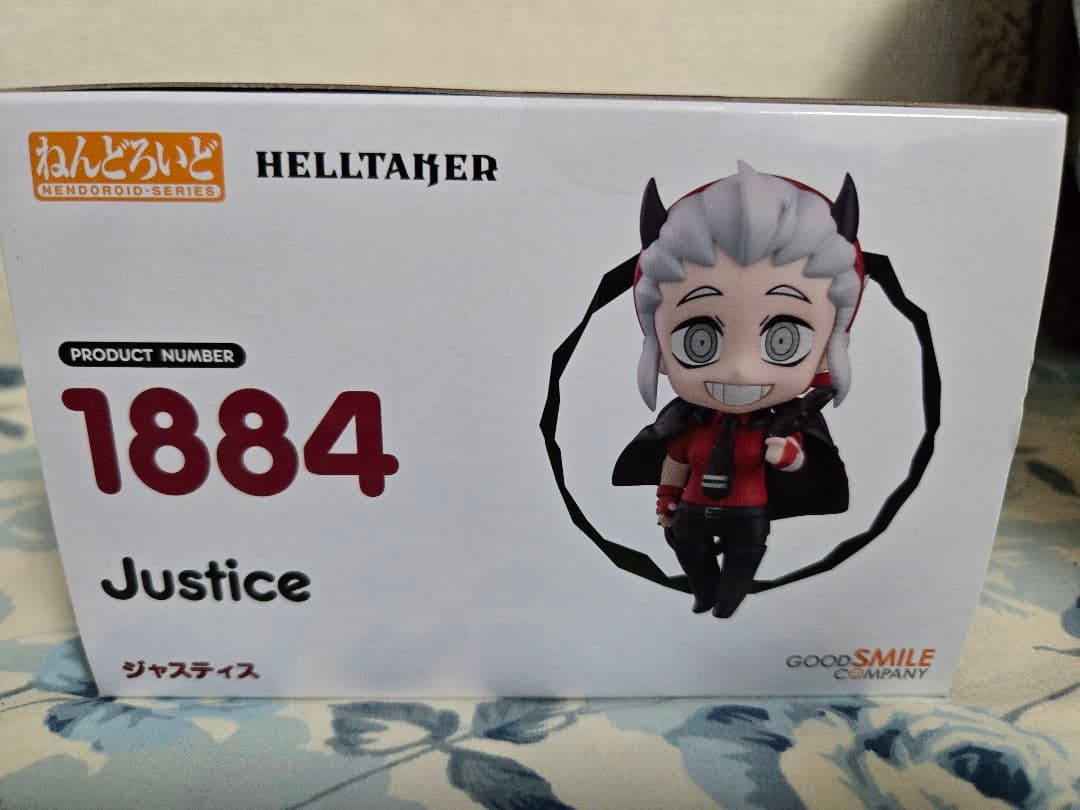 ねんどろいど
NENDOROID·SERIES
HELLTAKER
PRODUCT NUMBER
1884
Justice
ジャスティス
GOOD SMILE
COMPANY